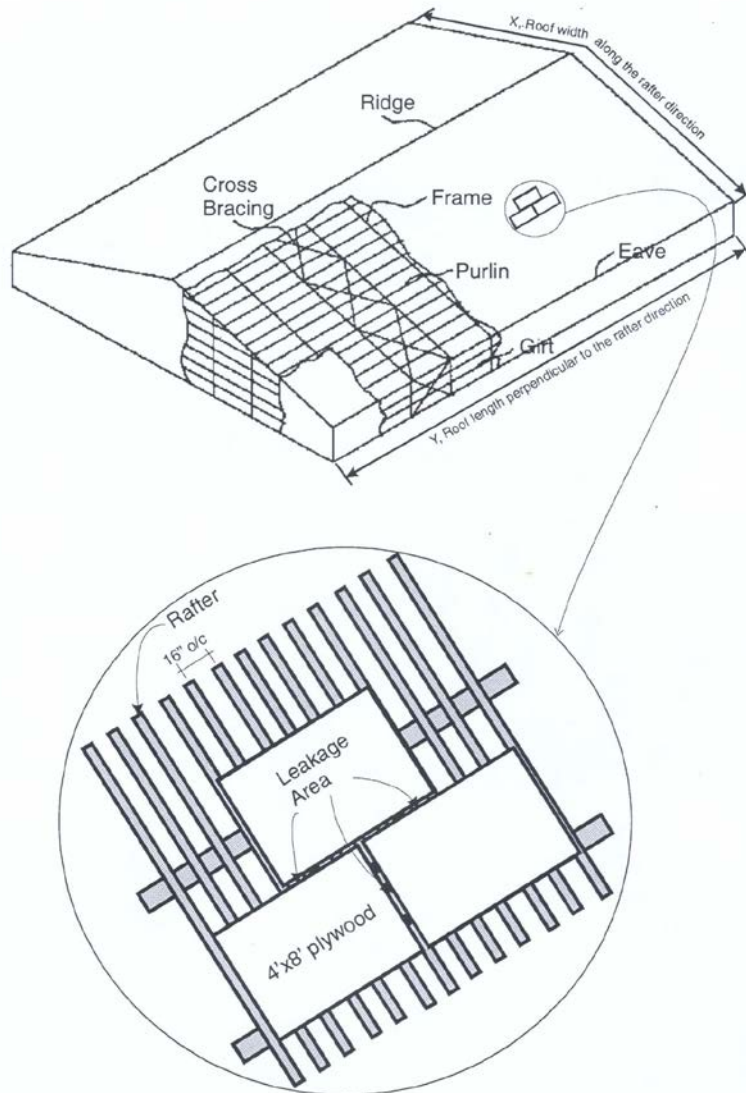 X,.Roof width along the rafter direction
Ridge
Cross
Bracing
Frame
Purlin
Eave
Girt
Y, Roof length perpendicular to the rafter direction
Rafter
16" o/c
Leakage
Area
4'x8' plywood